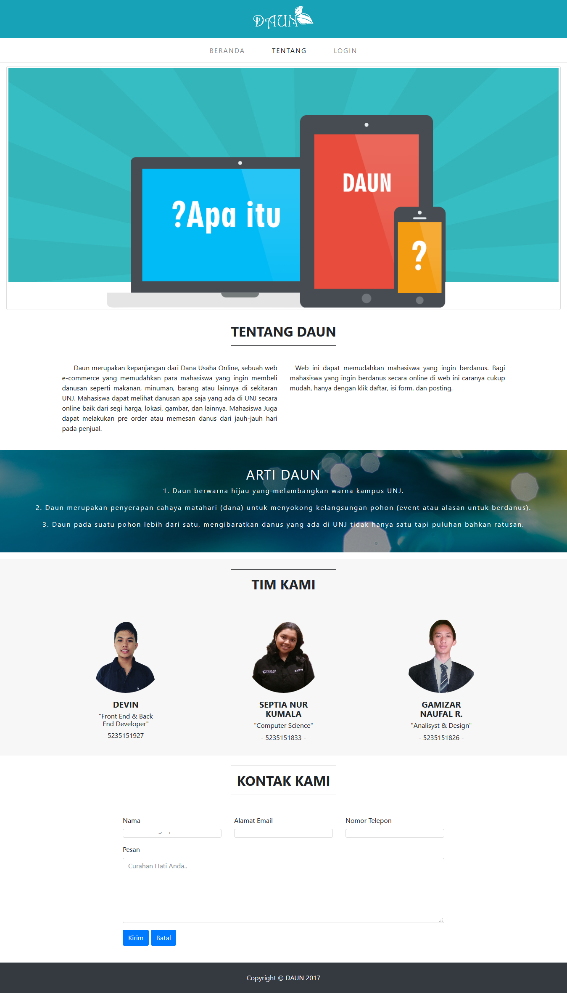 DAUN
BERANDA TENTANG LOGIN
?Apa itu
DAUN
?
TENTANG DAUN
Daun merupakan kepanjangan dari Dana Usaha Online, sebuah web
e-commerce yang memudahkan para mahasiswa yang ingin membeli
danusan seperti makanan, minuman, barang atau lainnya di sekitaran
UNJ. Mahasiswa dapat melihat danusan apa saja yang ada di UNJ secara
online baik dari segi harga, lokasi, gambar, dan lainnya. Mahasiswa Juga
dapat melakukan pre order atau memesan danus dari jauh-jauh hari
pada penjual.
Web ini dapat memudahkan mahasiswa yang ingin berdanus. Bagi
mahasiswa yang ingin berdanus secara online di web ini caranya cukup
mudah, hanya dengan klik daftar, isi form, dan posting.
ARTI DAUN
1. Daun berwarna hijau yang melambangkan warna kampus UNJ.
2. Daun merupakan penyerapan cahaya matahari (dana) untuk menyokong kelangsungan pohon (event atau alasan untuk berdanus).
3. Daun pada suatu pohon lebih dari satu, mengibaratkan danus yang ada di UNJ tidak hanya satu tapi puluhan bahkan ratusan.
TIM KAMI
CREW
DEVIN
"Front End & Back
End Developer"
- 5235151927 -
SEPTIA NUR
KUMALA
"Computer Science"
- 5235151833 -
GAMIZAR
NAUFAL R.
"Analisyst & Design"
- 5235151826 -
KONTAK KAMI
Nama
Alamat Email
Nomor Telepon
Nama Lengkap
Email Anda
Pesan
Curahan Hati Anda..
Kirim
Batal
Copyright © DAUN 2017